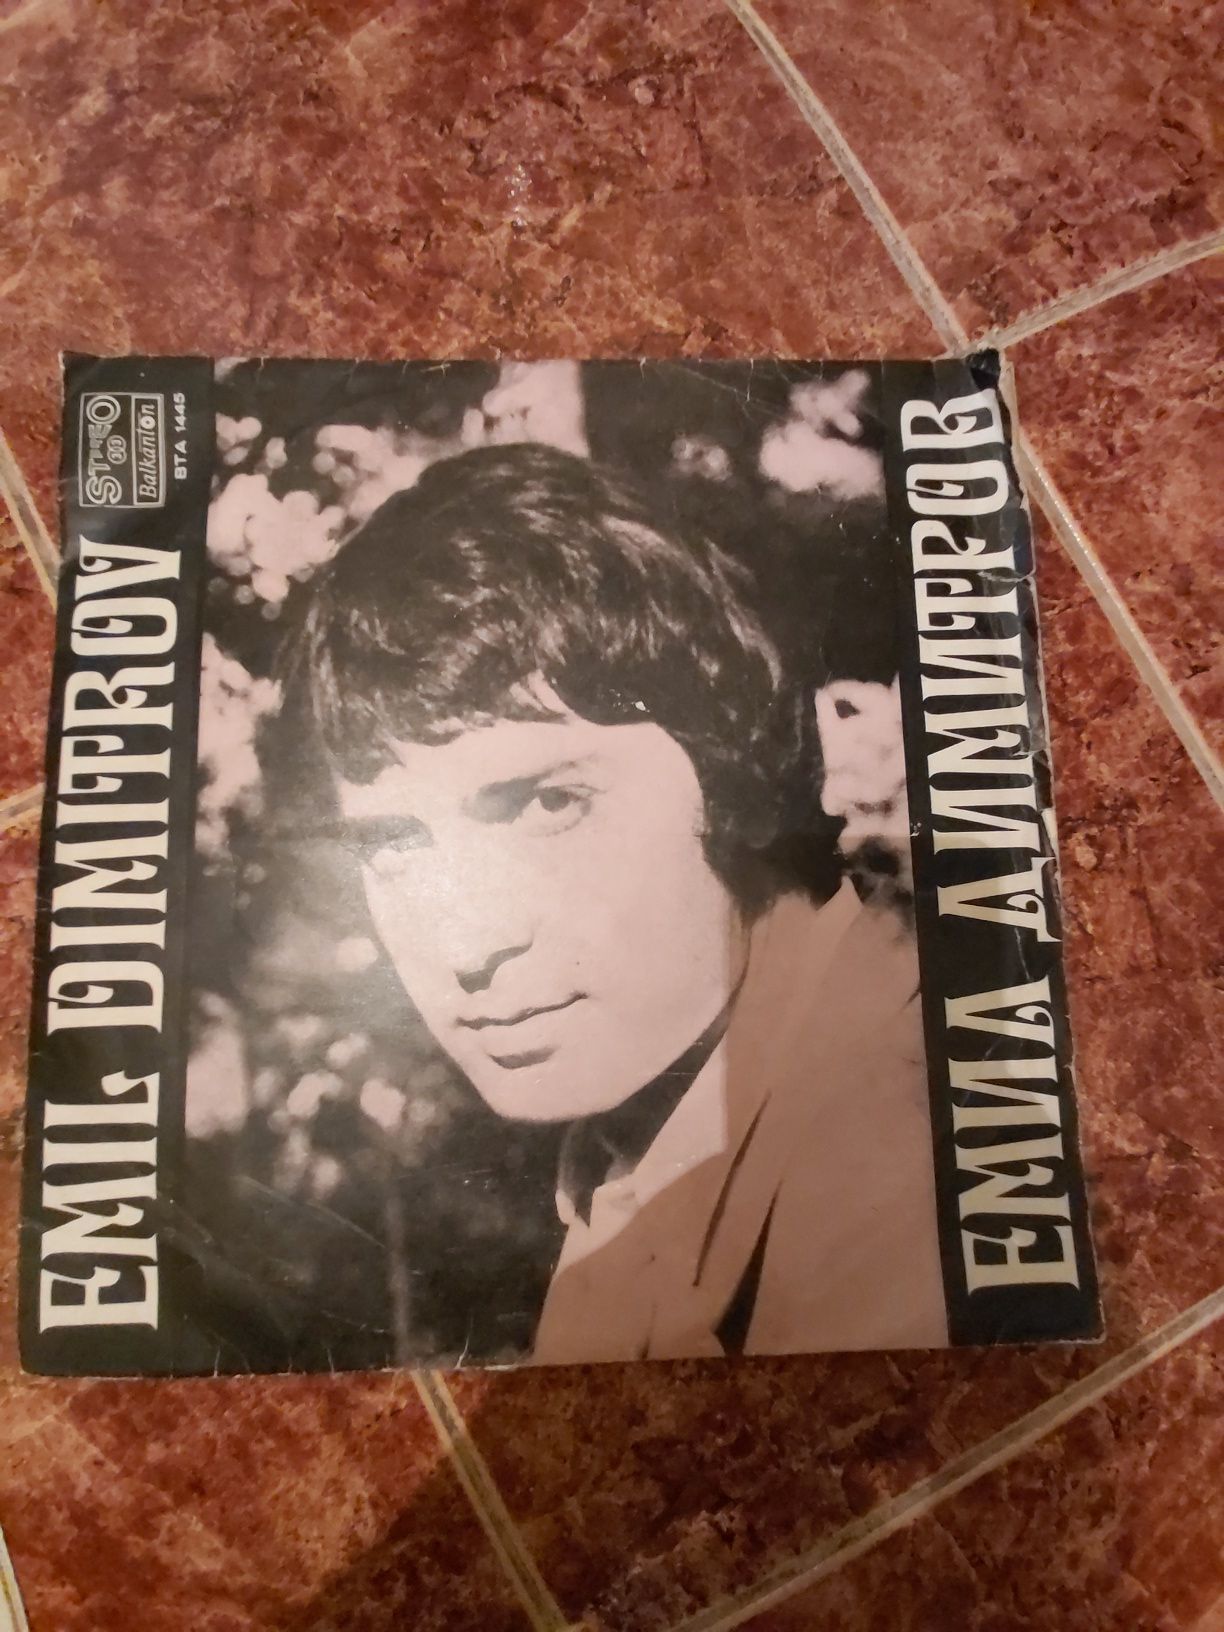 STEREO
33
Balkanton
BTA 1445
EMIL DIMITROV
ЕМИЛ ДИМИТРОВ